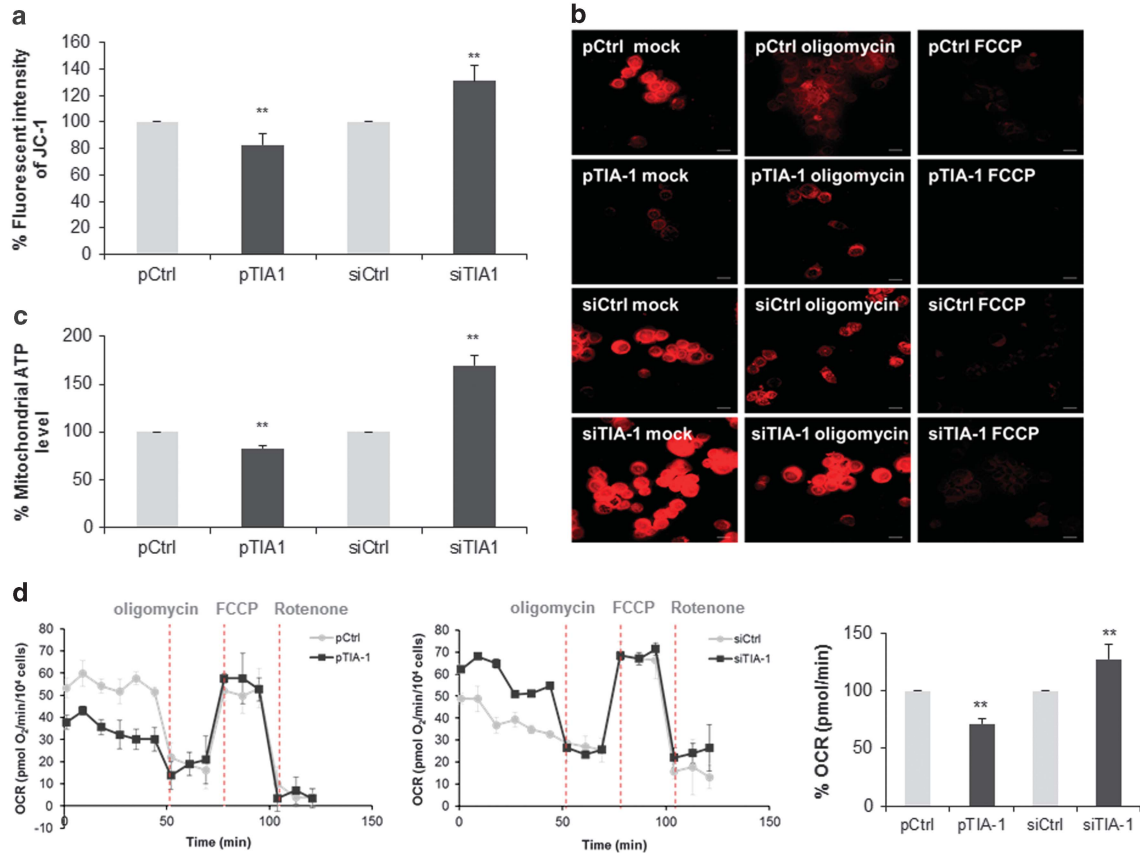 a
160
140
120
100
80
60
40
20
0
% Fluorescent intensity
of JC-1
**
**
pCtrl pTIA1 siCtrl siTIA1
b
pCtrl mock pCtrl oligomycin pCtrl FCCP
pTIA-1 mock pTIA-1 oligomycin pTIA-1 FCCP
siCtrl mock siCtrl oligomycin siCtrl FCCP
siTIA-1 mock siTIA-1 oligomycin siTIA-1 FCCP
c
200
150
100
50
0
% Mitochondrial ATP
level
**
**
pCtrl pTIA1 siCtrl siTIA1
d
oligomycin FCCP Rotenone
pCtrl
pTIA-1
80
70
60
50
40
30
20
10
0
-10
OCR (pmol O₂/min/10⁴ cells)
0 50 100 150
Time (min)
oligomycin FCCP Rotenone
siCtrl
siTIA-1
80
70
60
50
40
30
20
10
0
OCR (pmol O₂/min/10⁴ cells)
0 50 100 150
Time (min)
150
100
50
0
% OCR (pmol/min)
**
**
pCtrl pTIA-1 siCtrl siTIA-1